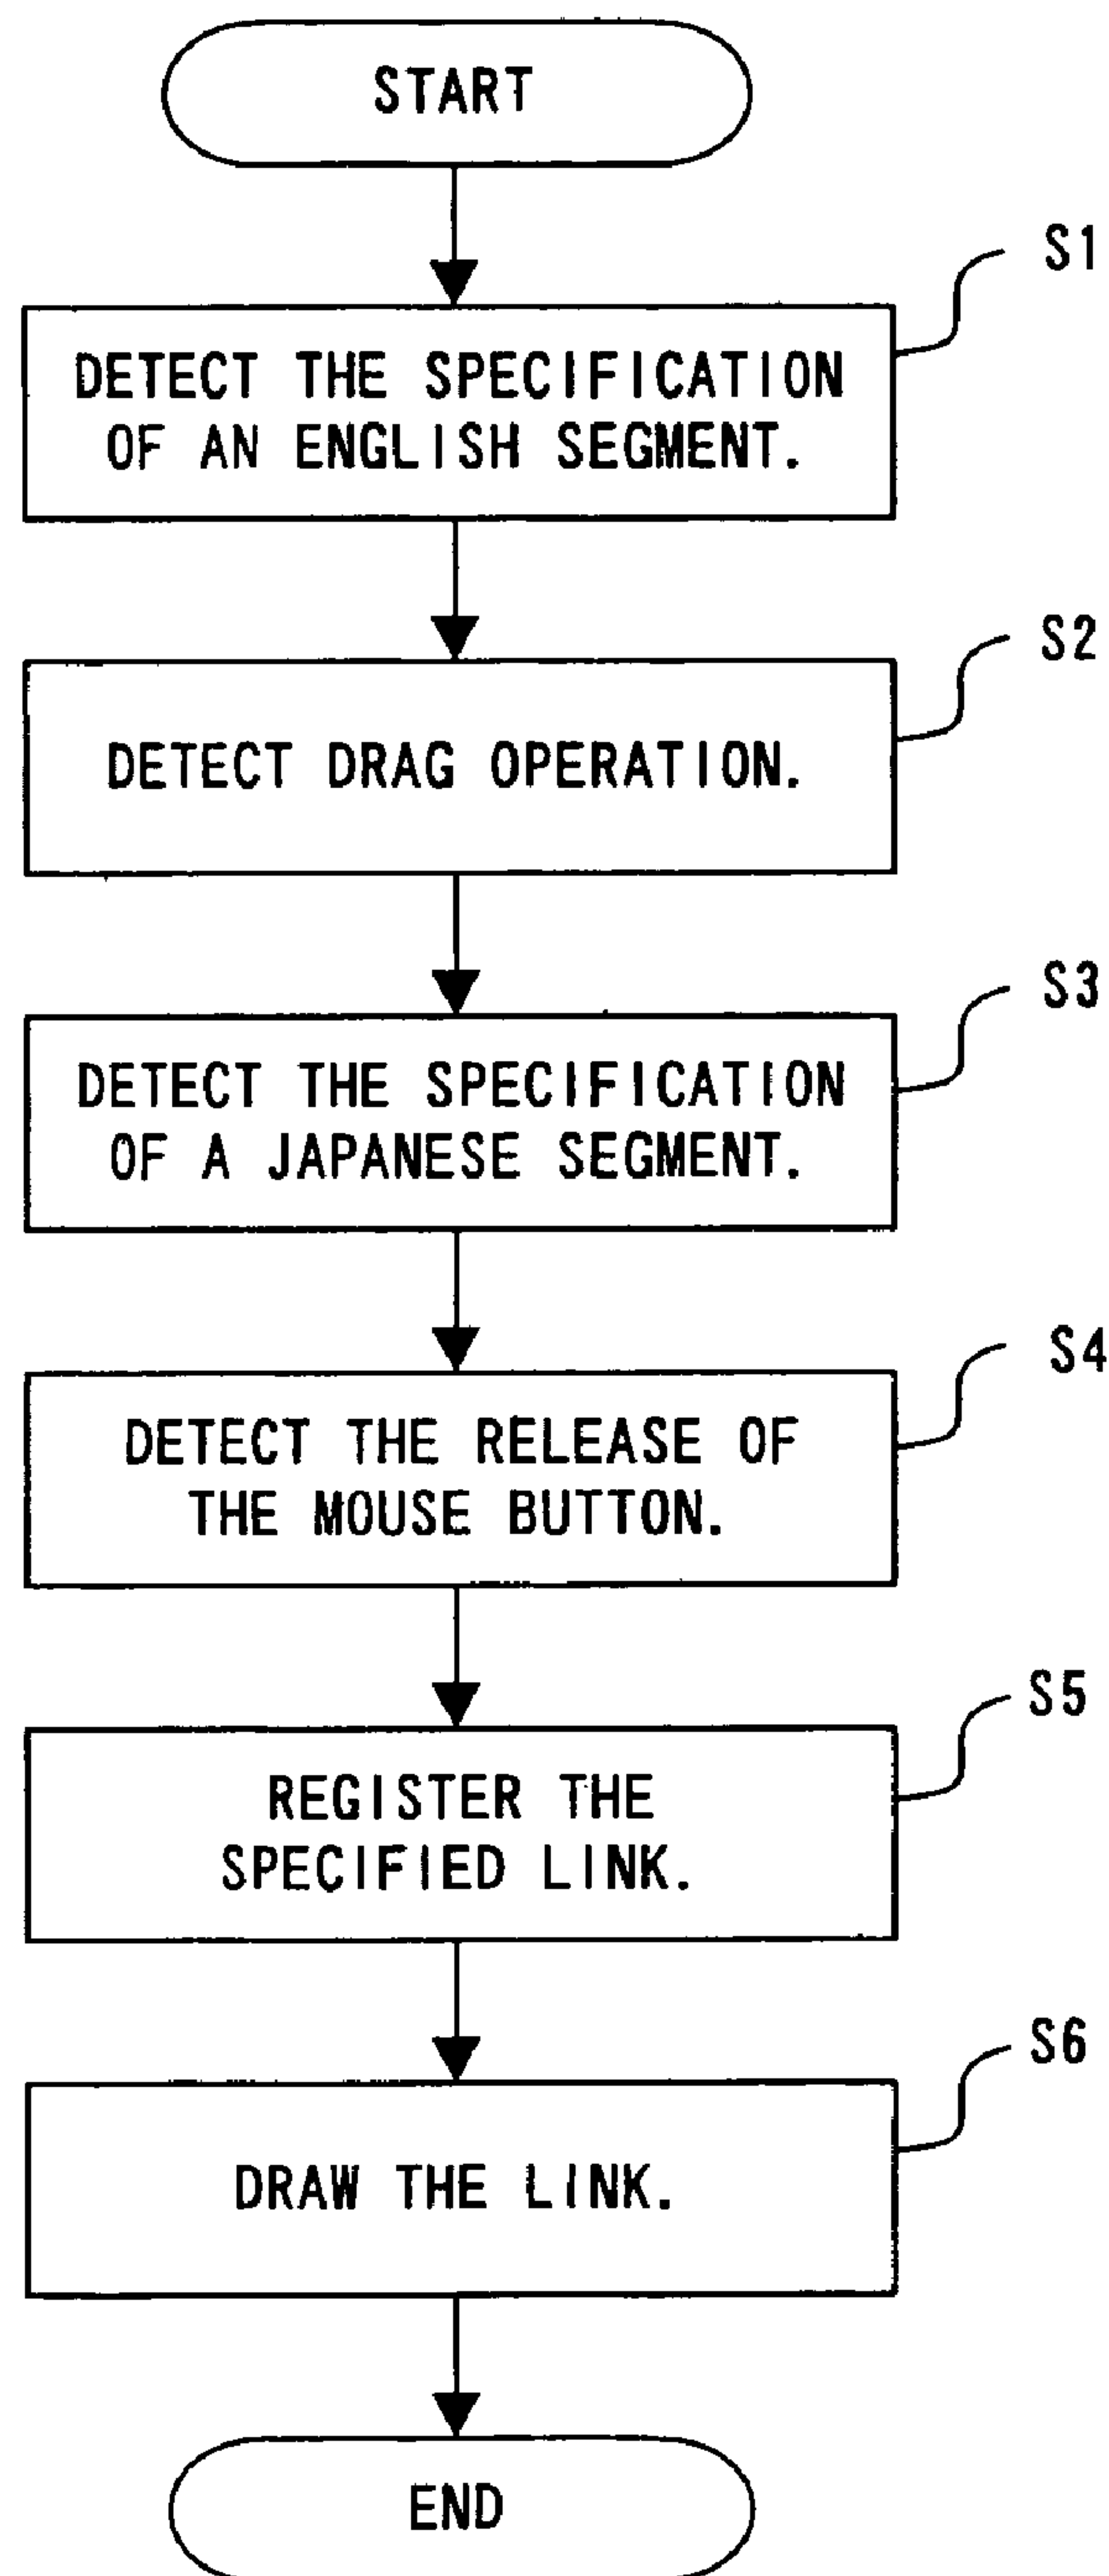 START
S1
DETECT THE SPECIFICATION
OF AN ENGLISH SEGMENT.
S2
DETECT DRAG OPERATION.
S3
DETECT THE SPECIFICATION
OF A JAPANESE SEGMENT.
S4
DETECT THE RELEASE OF
THE MOUSE BUTTON.
S5
REGISTER THE
SPECIFIED LINK.
S6
DRAW THE LINK.
END